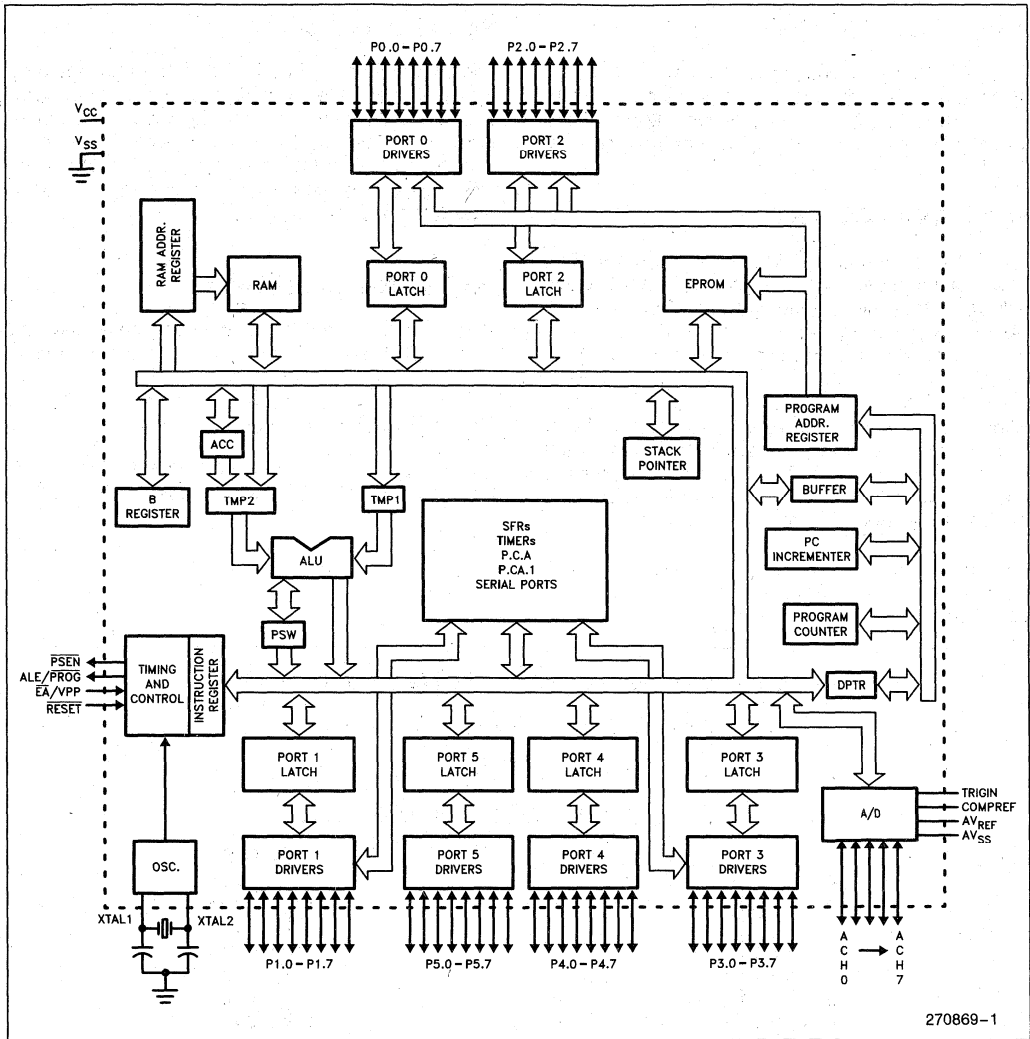 P0.0–P0.7
P2.0–P2.7
VCC
VSS
PORT 0
DRIVERS
PORT 2
DRIVERS
RAM ADDR.
REGISTER
RAM
PORT 0
LATCH
PORT 2
LATCH
EPROM
PROGRAM
ADDR.
REGISTER
ACC
STACK
POINTER
B
REGISTER
TMP2
TMP1
BUFFER
SFRs
TIMERs
P.C.A
P.CA.1
SERIAL PORTS
ALU
PC
INCREMENTER
PSW
PROGRAM
COUNTER
PSEN
ALE/PROG
EA/VPP
RESET
TIMING
AND
CONTROL
INSTRUCTION
REGISTER
DPTR
PORT 1
LATCH
PORT 5
LATCH
PORT 4
LATCH
PORT 3
LATCH
A/D
TRIGIN
COMPREF
AVREF
AVSS
OSC.
PORT 1
DRIVERS
PORT 5
DRIVERS
PORT 4
DRIVERS
PORT 3
DRIVERS
XTAL1
XTAL2
P1.0–P1.7
P5.0–P5.7
P4.0–P4.7
P3.0–P3.7
ACH0
ACH7
270869–1